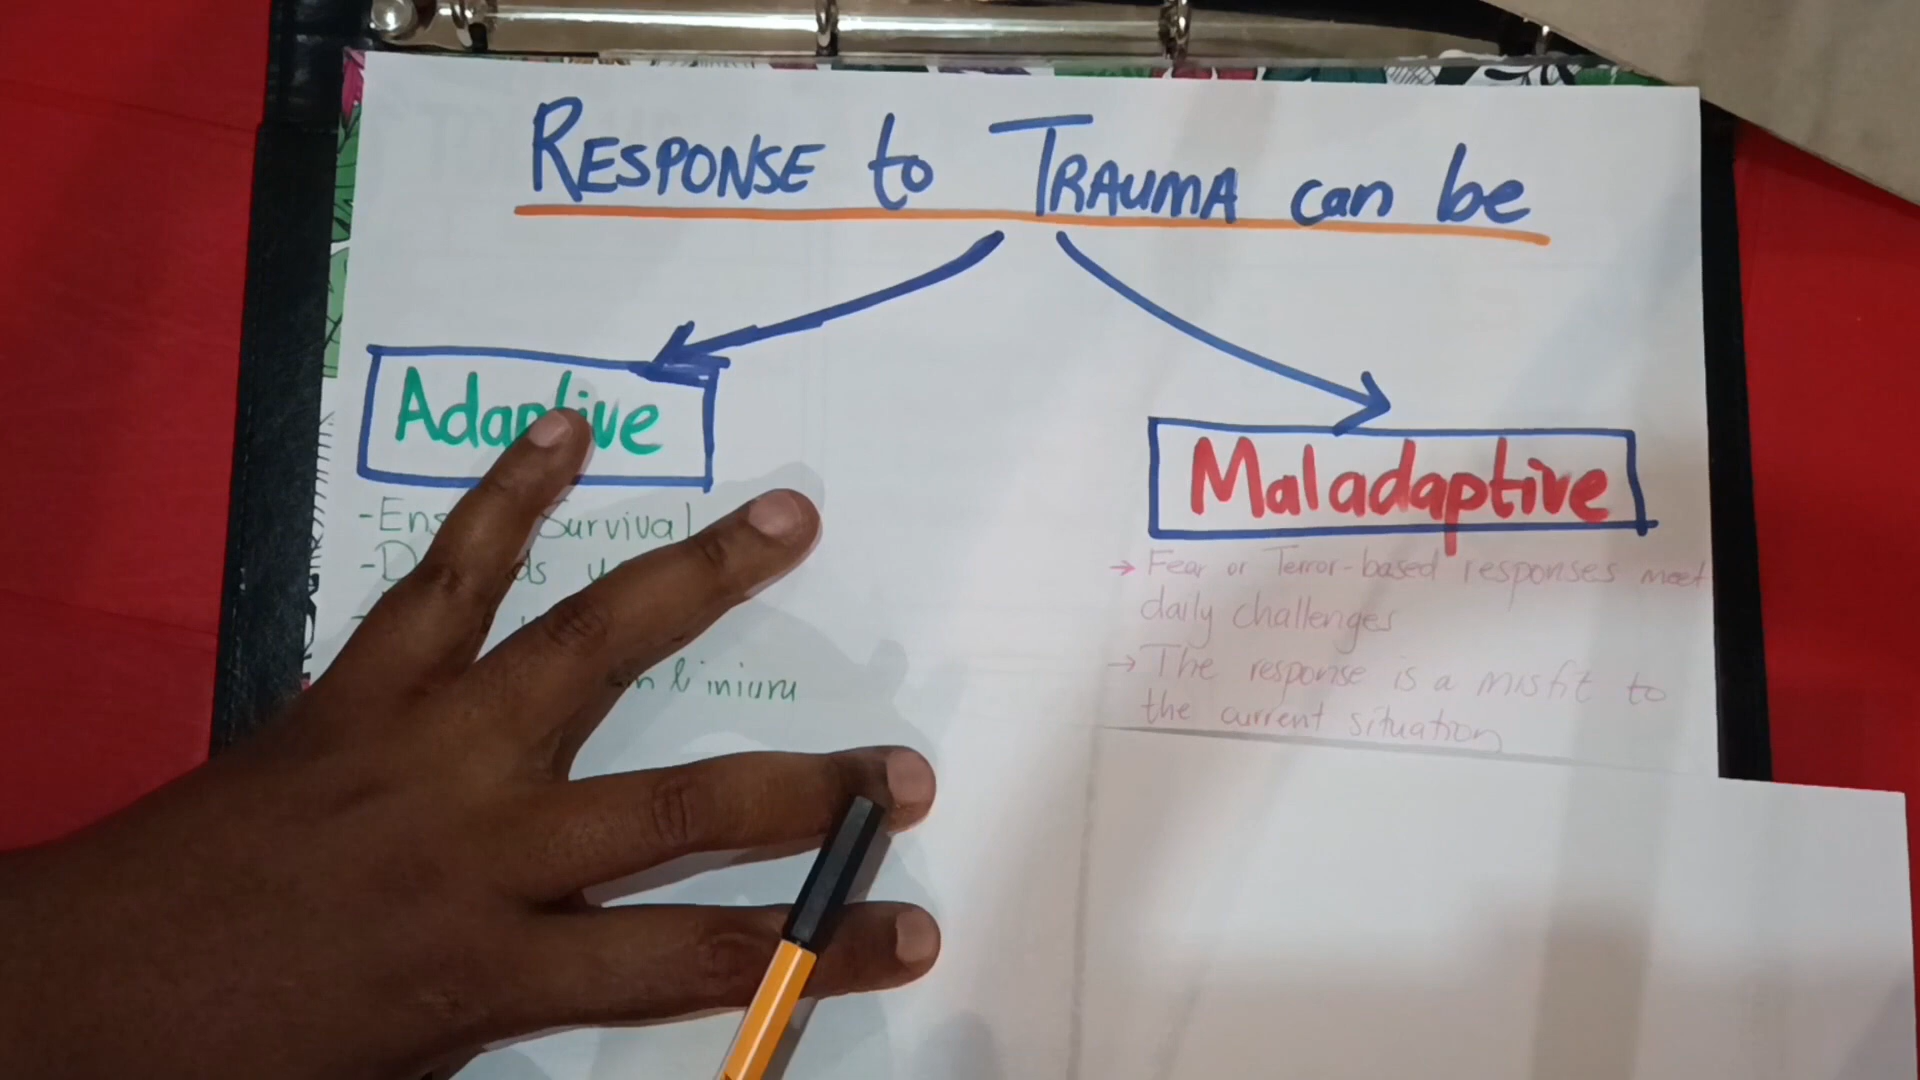 RESPONSE to TRAUMA can be
Adaptive
Maladaptive
Survival
& injury
→ Fear or Terror-based responses meet
daily challenges
→ The response is a misfit to
the current situation